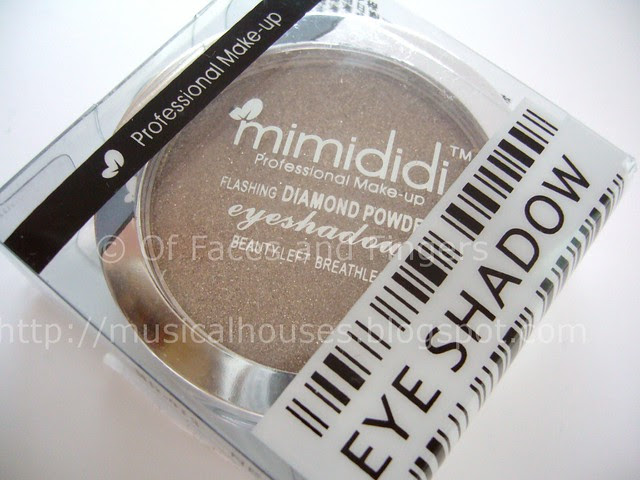 Professional Make-up
mimididi™
Professional Make-up
FLASHING DIAMOND POWDE
eyeshadow
BEAUTY LEFT BREATHLE
© Of Faces and Fingers
http://musicalhouses.blogspot.com
EYE SHADOW